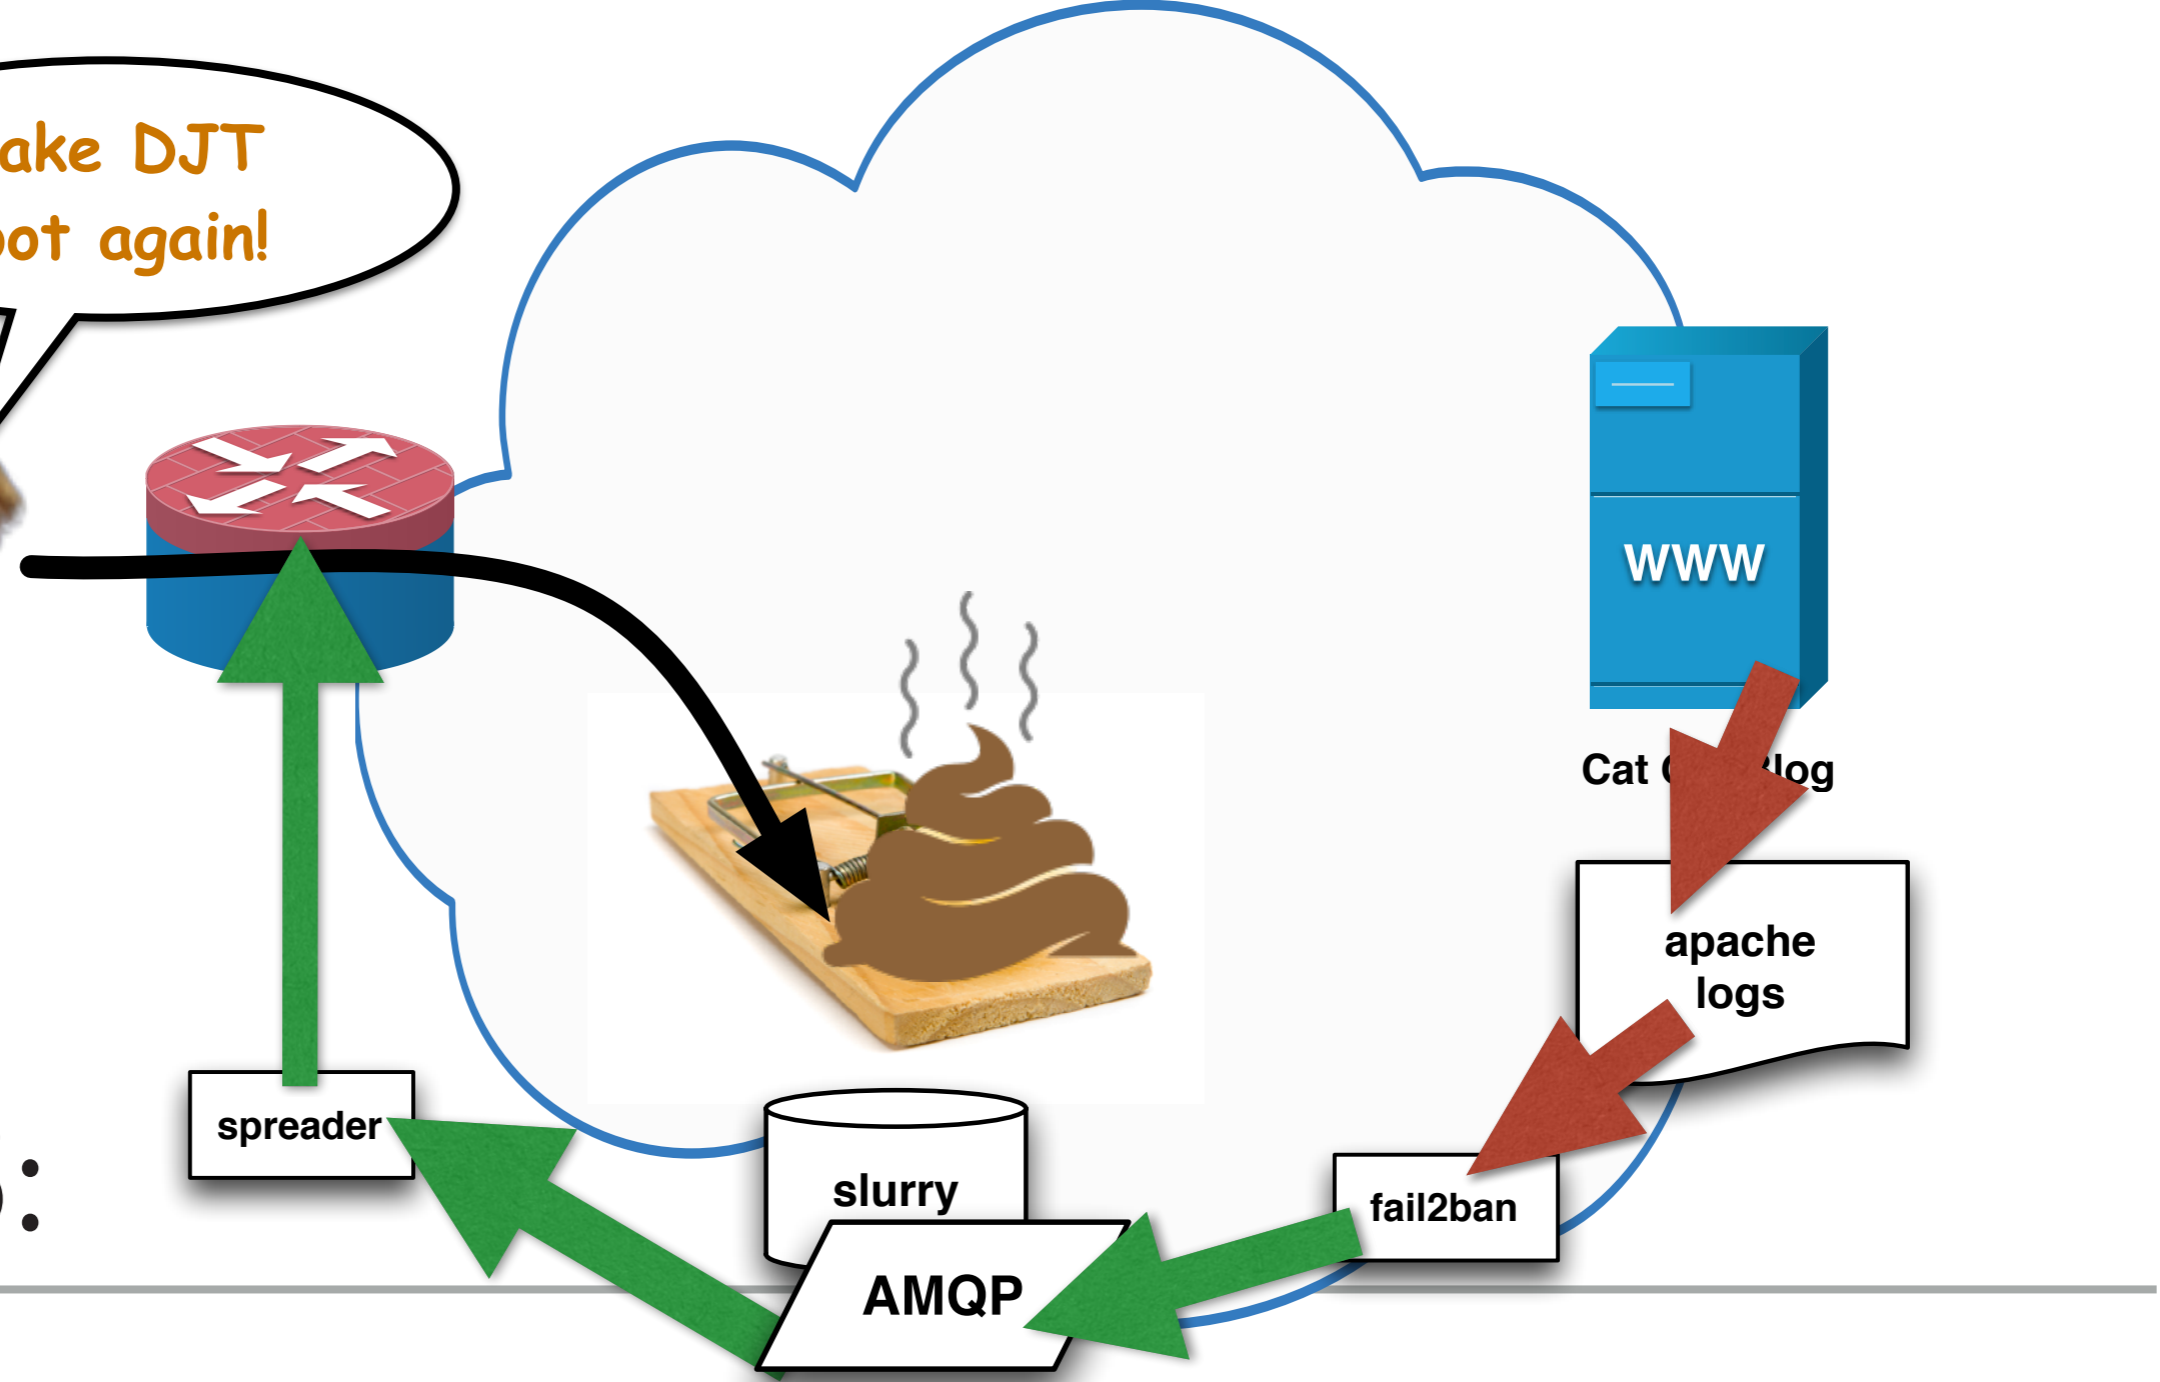 ake DJT
ot again!
WWW
Cat
log
apache
logs
spreader
slurry
fail2ban
AMQP
: